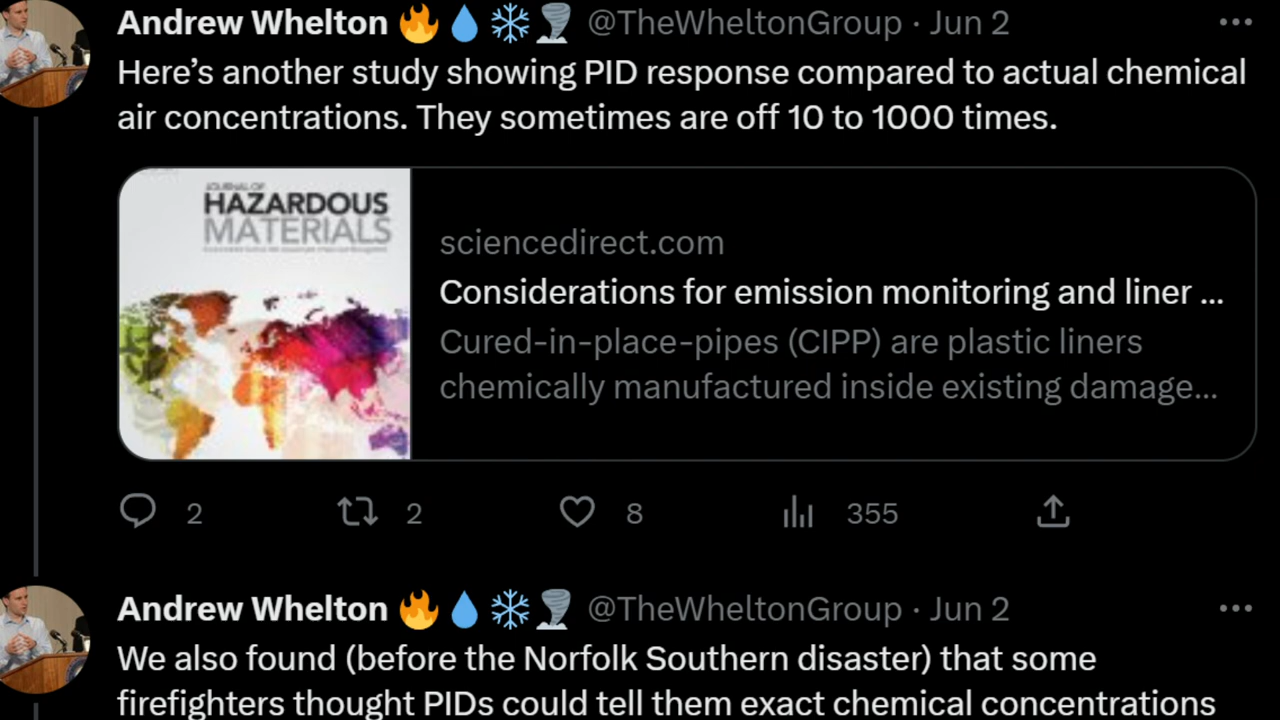 Andrew Whelton 🔥💧❄️🌪️ @TheWheltonGroup · Jun 2
Here’s another study showing PID response compared to actual chemical
air concentrations. They sometimes are off 10 to 1000 times.
JOURNAL OF
HAZARDOUS
MATERIALS
sciencedirect.com
Considerations for emission monitoring and liner ...
Cured-in-place-pipes (CIPP) are plastic liners
chemically manufactured inside existing damage...
2 2 8 355
Andrew Whelton 🔥💧❄️🌪️ @TheWheltonGroup · Jun 2
We also found (before the Norfolk Southern disaster) that some
firefighters thought PIDs could tell them exact chemical concentrations